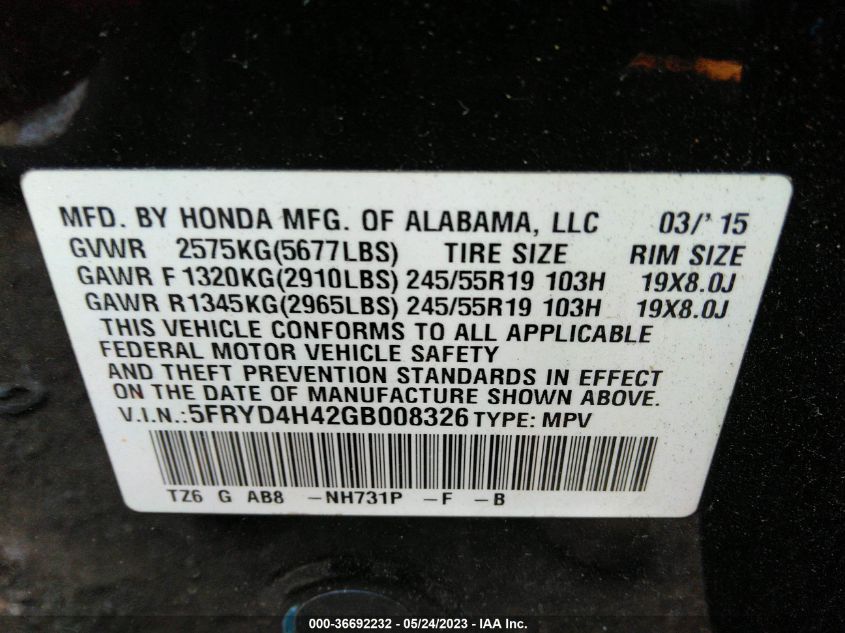 MFD. BY HONDA MFG. OF ALABAMA, LLC 03/' 15
GVWR 2575KG(5677LBS) TIRE SIZE RIM SIZE
GAWR F 1320KG(2910LBS) 245/55R19 103H 19X8.0J
GAWR R1345KG(2965LBS) 245/55R19 103H 19X8.0J
THIS VEHICLE CONFORMS TO ALL APPLICABLE
FEDERAL MOTOR VEHICLE SAFETY
AND THEFT PREVENTION STANDARDS IN EFFECT
ON THE DATE OF MANUFACTURE SHOWN ABOVE.
V.I.N.:5FRYD4H42GB008326 TYPE: MPV
TZ6 G AB8 -NH731P -F -B
000-36692232 - 05/24/2023 - IAA Inc.